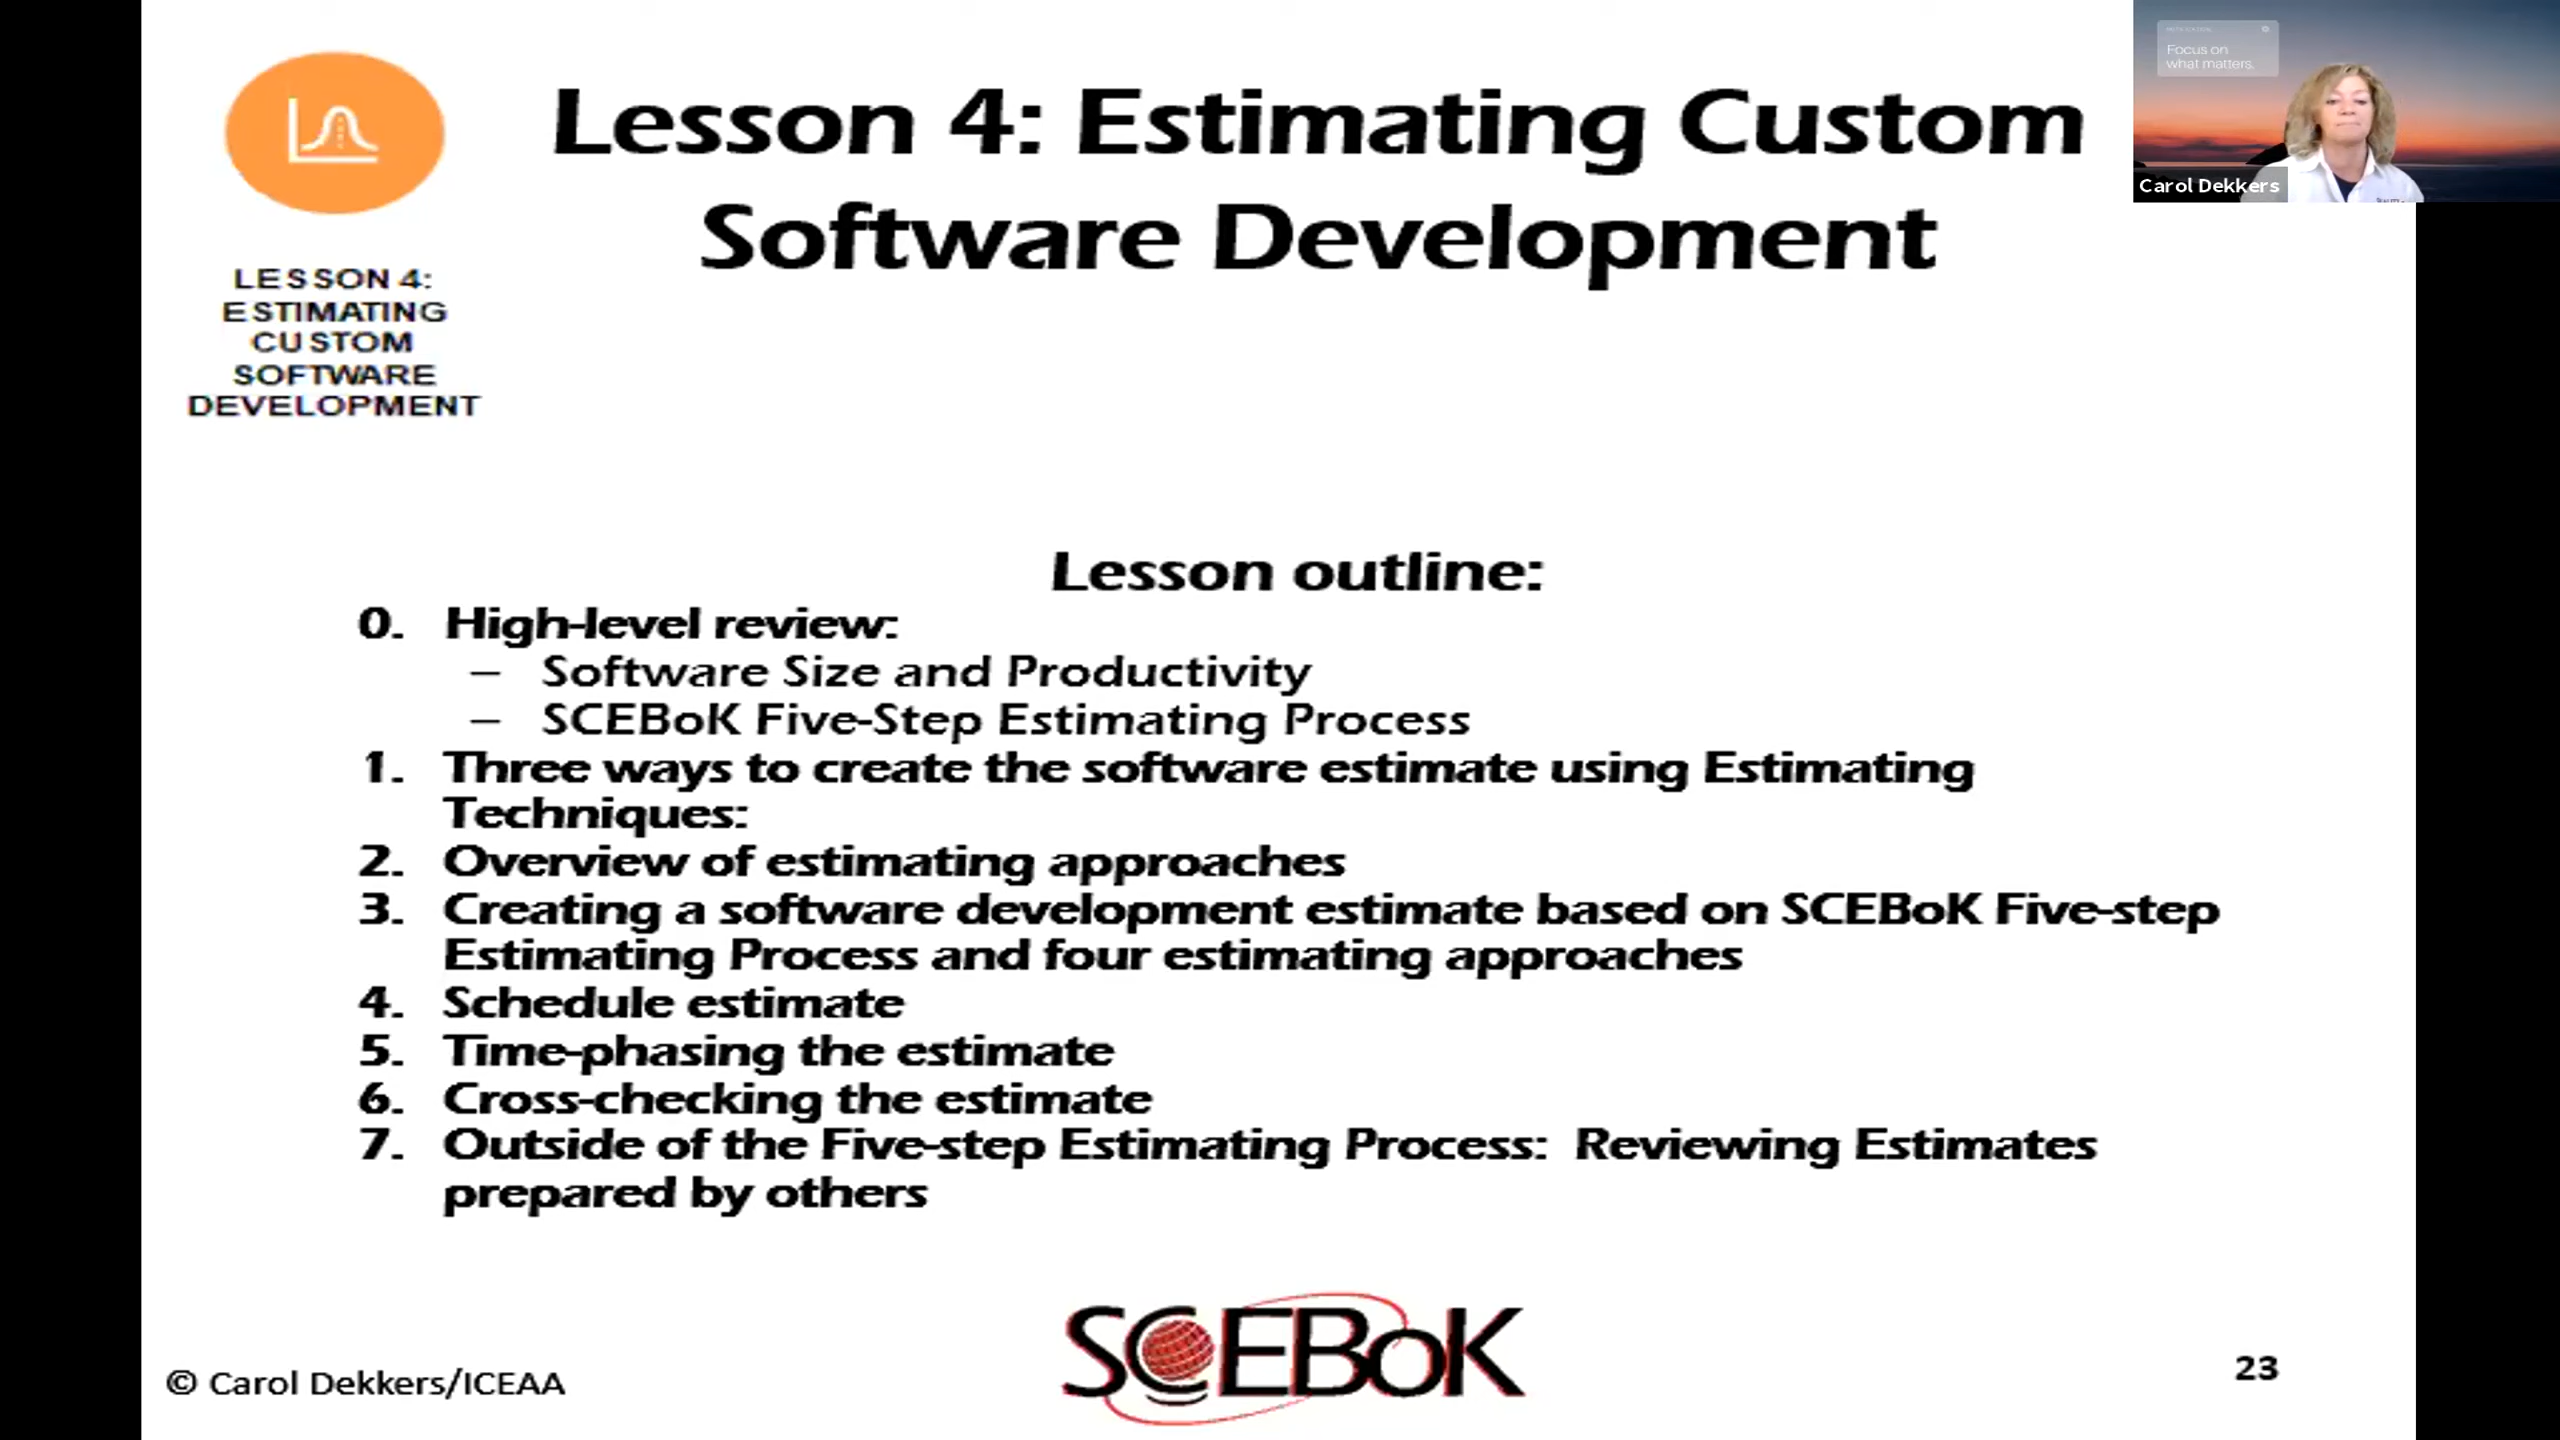 Lesson 4: Estimating Custom
Software Development
LESSON 4:
ESTIMATING
CUSTOM
SOFTWARE
DEVELOPMENT
Focus on
what matters.
Carol Dekkers
Lesson outline:
0. High-level review:
– Software Size and Productivity
– SCEBoK Five-Step Estimating Process
1. Three ways to create the software estimate using Estimating
Techniques:
2. Overview of estimating approaches
3. Creating a software development estimate based on SCEBoK Five-step
Estimating Process and four estimating approaches
4. Schedule estimate
5. Time-phasing the estimate
6. Cross-checking the estimate
7. Outside of the Five-step Estimating Process: Reviewing Estimates
prepared by others
SCEBoK
© Carol Dekkers/ICEAA
23